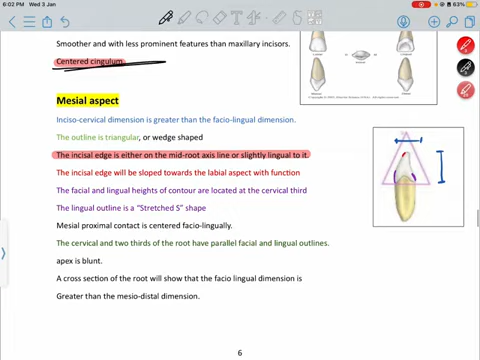 6:02 PM Wed 3 Jan
83%
Smoother and with less prominent features than maxillary incisors.
Centered cingulum.
Mesial aspect
Inciso-cervical dimension is greater than the facio-lingual dimension.
The outline is triangular, or wedge shaped
The incisal edge is either on the mid-root axis line or slightly lingual to it.
The incisal edge will be sloped towards the labial aspect with function
The facial and lingual heights of contour are located at the cervical third
The lingual outline is a “Stretched S” shape
Mesial proximal contact is centered facio-lingually.
The cervical and two thirds of the root have parallel facial and lingual outlines.
apex is blunt.
A cross section of the root will show that the facio lingual dimension is
Greater than the mesio-distal dimension.
6